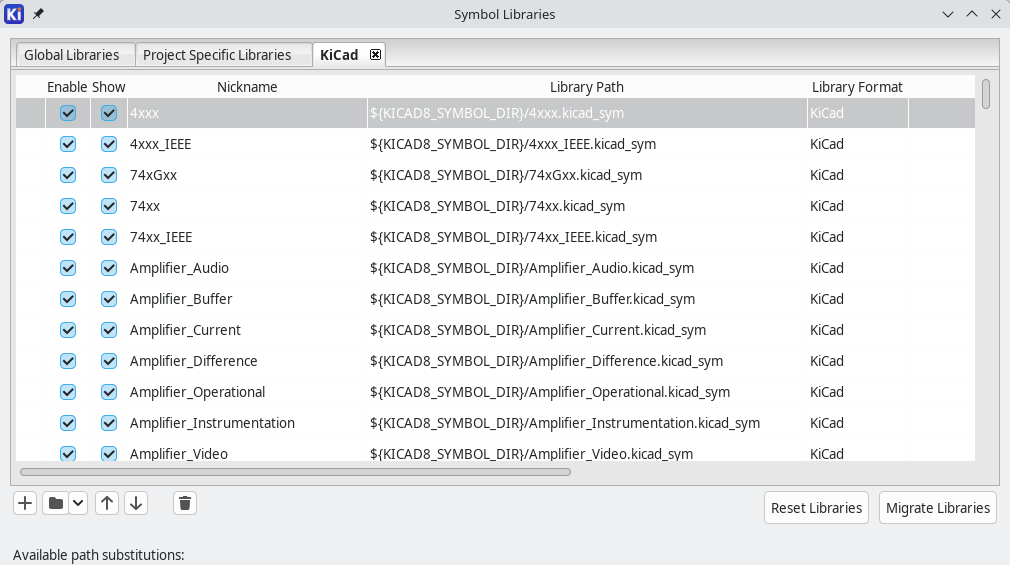 Ki Symbol Libraries
Global Libraries Project Specific Libraries KiCad
Enable Show Nickname Library Path Library Format
4xxx ${KICAD8_SYMBOL_DIR}/4xxx.kicad_sym KiCad
4xxx_IEEE ${KICAD8_SYMBOL_DIR}/4xxx_IEEE.kicad_sym KiCad
74xGxx ${KICAD8_SYMBOL_DIR}/74xGxx.kicad_sym KiCad
74xx ${KICAD8_SYMBOL_DIR}/74xx.kicad_sym KiCad
74xx_IEEE ${KICAD8_SYMBOL_DIR}/74xx_IEEE.kicad_sym KiCad
Amplifier_Audio ${KICAD8_SYMBOL_DIR}/Amplifier_Audio.kicad_sym KiCad
Amplifier_Buffer ${KICAD8_SYMBOL_DIR}/Amplifier_Buffer.kicad_sym KiCad
Amplifier_Current ${KICAD8_SYMBOL_DIR}/Amplifier_Current.kicad_sym KiCad
Amplifier_Difference ${KICAD8_SYMBOL_DIR}/Amplifier_Difference.kicad_sym KiCad
Amplifier_Operational ${KICAD8_SYMBOL_DIR}/Amplifier_Operational.kicad_sym KiCad
Amplifier_Instrumentation ${KICAD8_SYMBOL_DIR}/Amplifier_Instrumentation.kicad_sym KiCad
Amplifier_Video ${KICAD8_SYMBOL_DIR}/Amplifier_Video.kicad_sym KiCad
Reset Libraries Migrate Libraries
Available path substitutions: